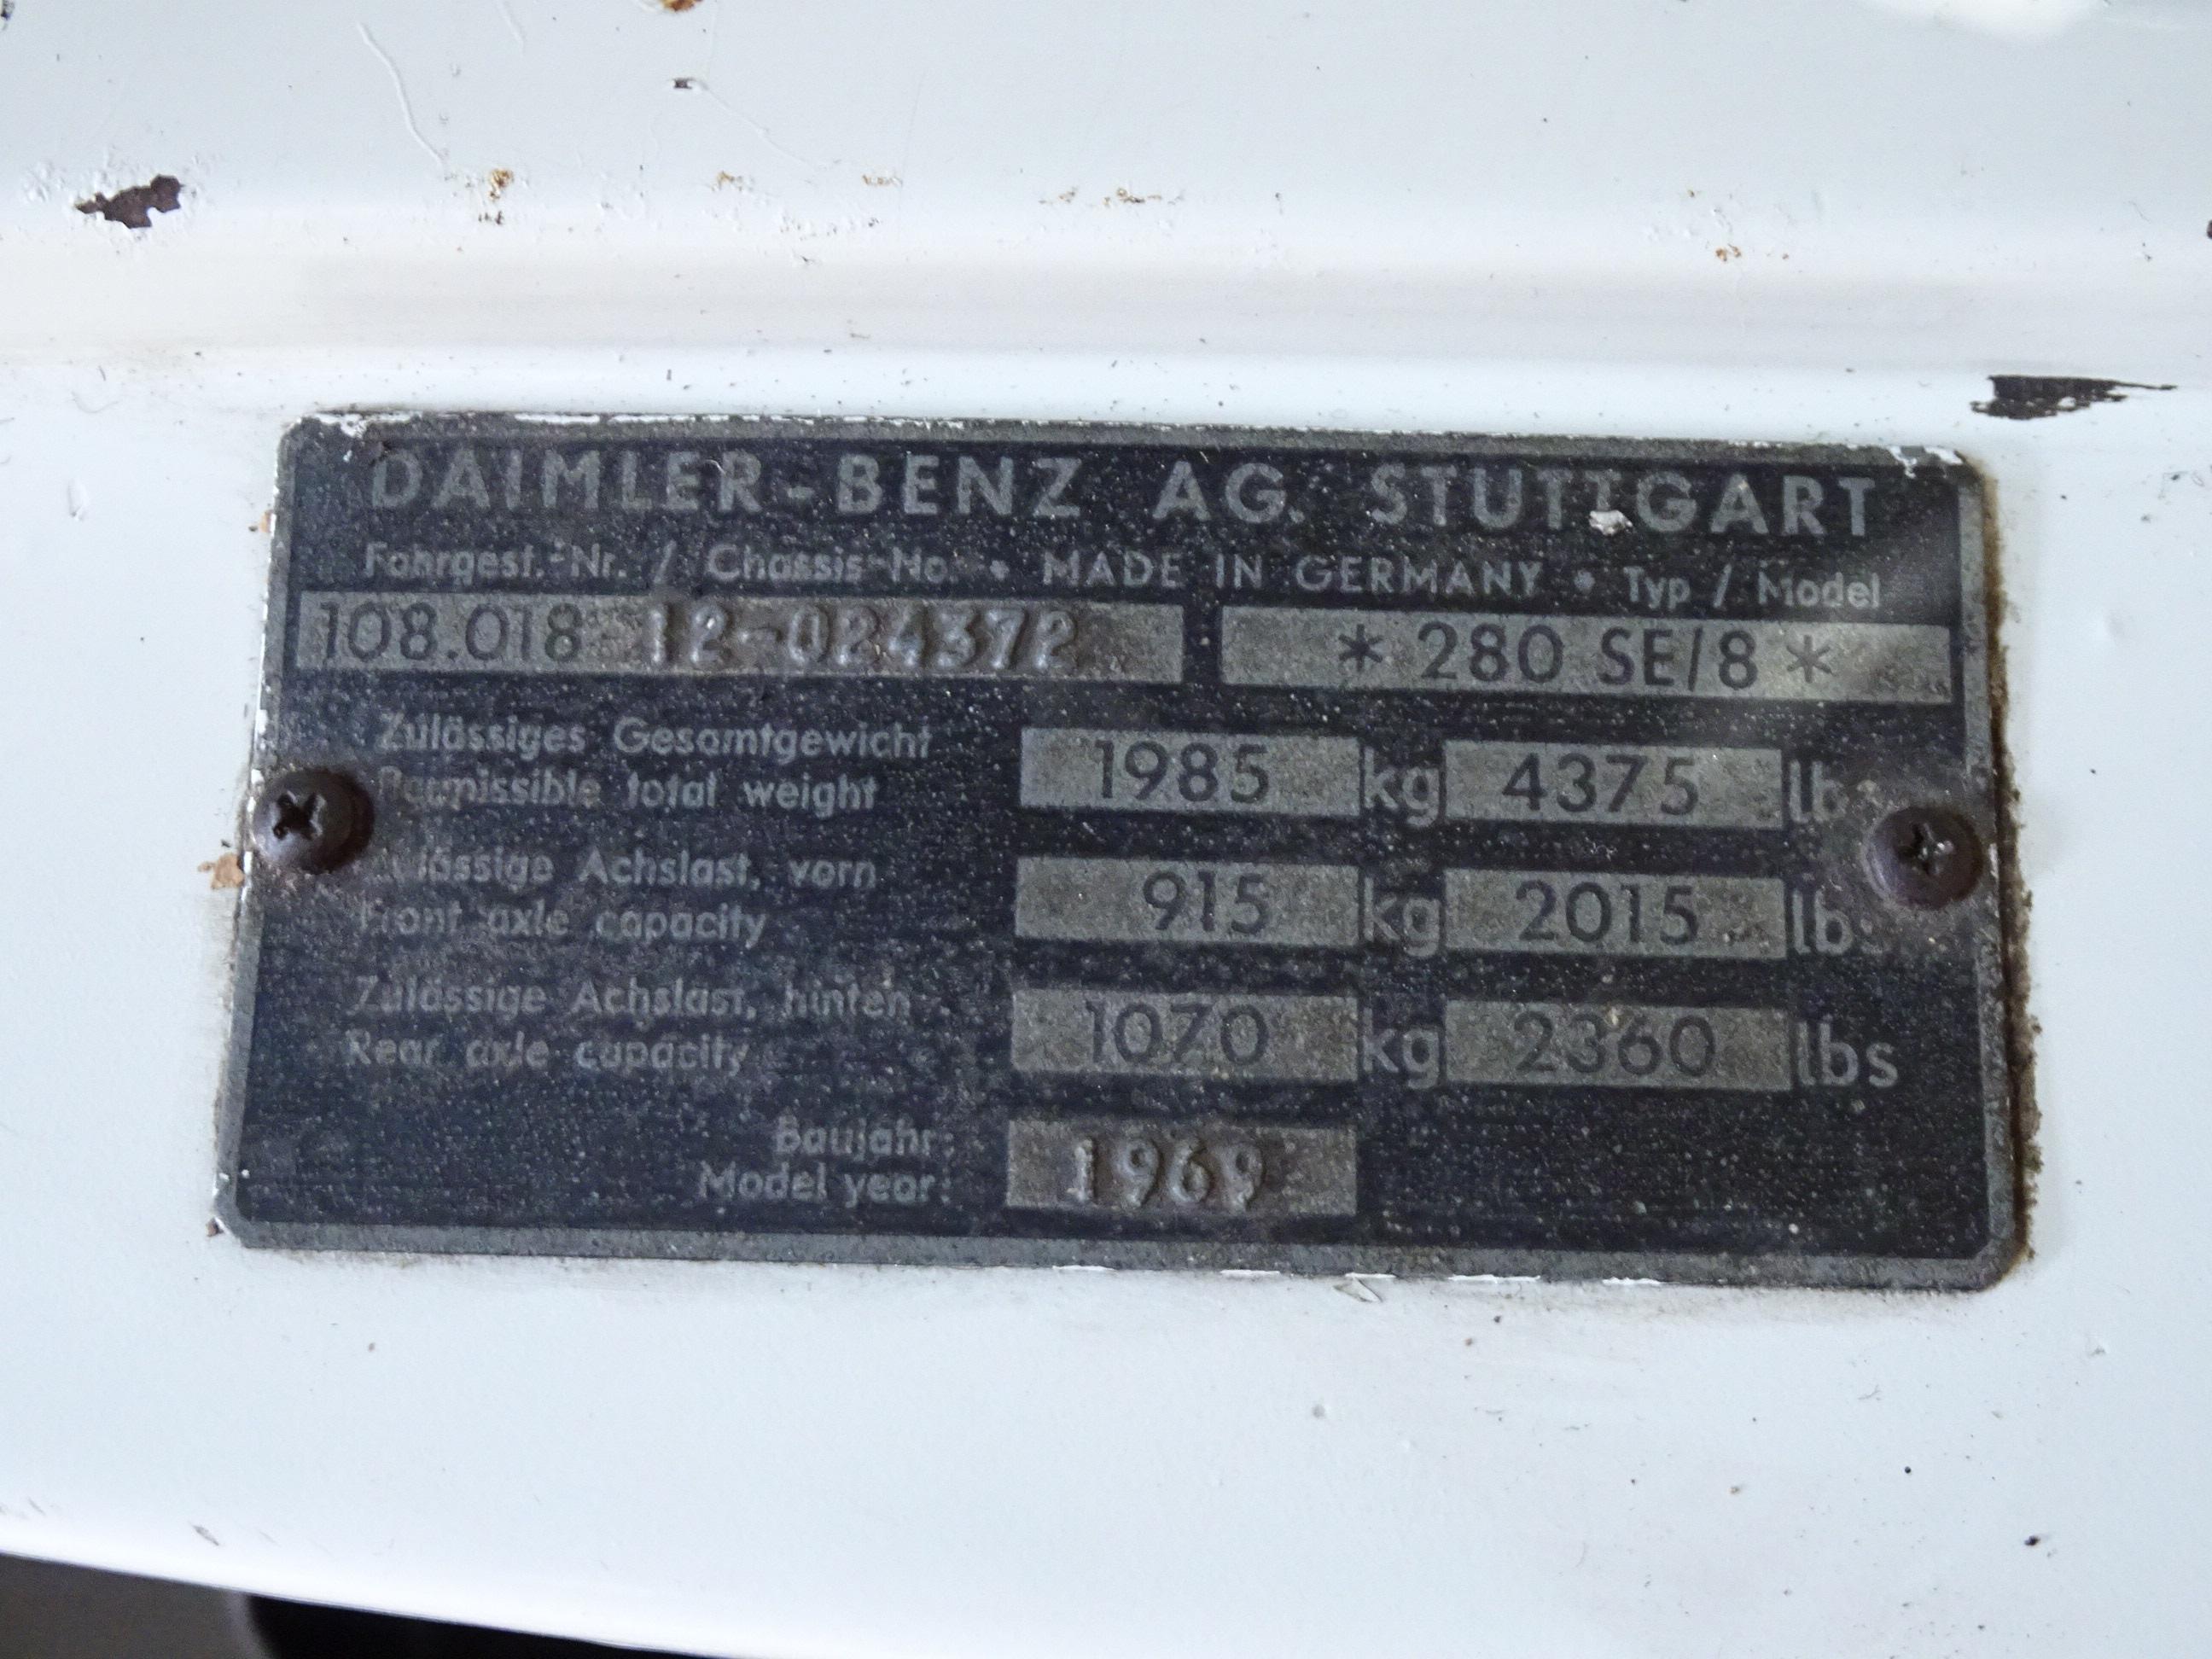 DAIMLER-BENZ AG. STUTTGART
Fahrgest.-Nr. / Chassis-No. • MADE IN GERMANY • Typ / Model
108.018 12-024372 * 280 SE/8 *
Zulässiges Gesamtgewicht
Permissible total weight
1985 kg 4375 lbs
Zulässige Achslast, vorn
Front axle capacity
915 kg 2015 lbs
Zulässige Achslast, hinten
Rear axle capacity
1070 kg 2360 lbs
Baujahr:
Model year:
1969